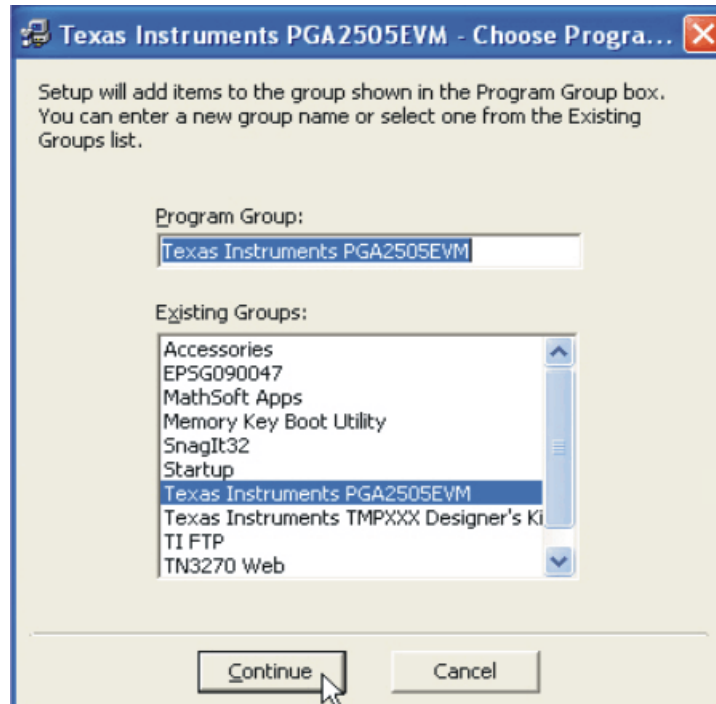 Texas Instruments PGA2505EVM - Choose Progra...
Setup will add items to the group shown in the Program Group box.
You can enter a new group name or select one from the Existing
Groups list.
Program Group:
Texas Instruments PGA2505EVM
Existing Groups:
Accessories
EPSG090047
MathSoft Apps
Memory Key Boot Utility
SnagIt32
Startup
Texas Instruments PGA2505EVM
Texas Instruments TMPXXX Designer's Ki
TI FTP
TN3270 Web
Continue
Cancel